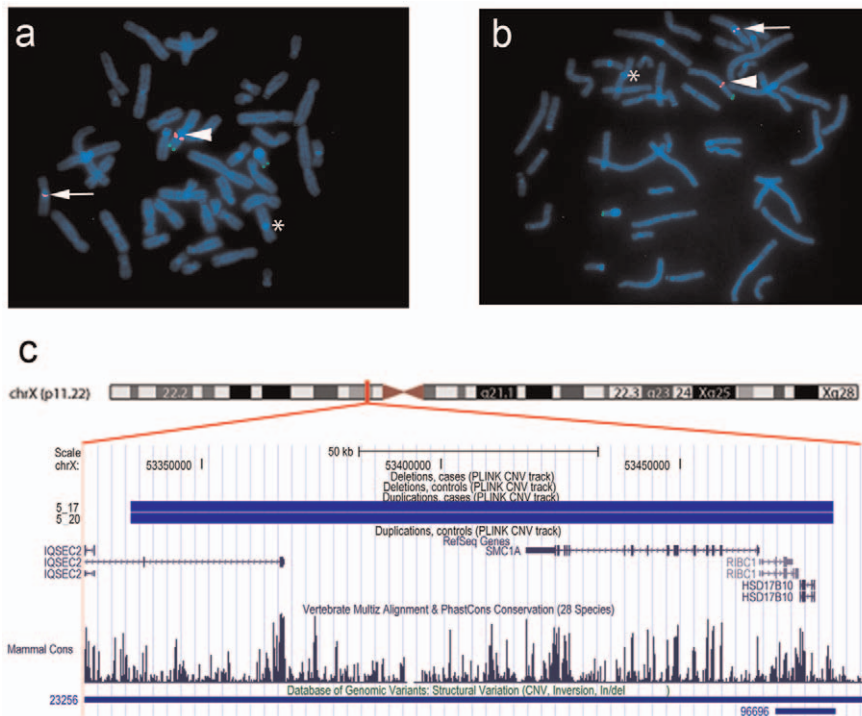 a
b
*
*
c
chrX (p11.22) 22.2 q21.1 22.3 q23 24 Xq25 Xq28
Scale 50 kb
chrX: 53350000 53400000 53450000
Deletions, cases (PLINK CNV track)
Deletions, controls (PLINK CNV track)
Duplications, cases (PLINK CNV track)
5_17
5_20
Duplications, controls (PLINK CNV track)
RefSeq Genes
IQSEC2 SMC1A
IQSEC2 RIBC1
IQSEC2 RIBC1
HSD17B10
HSD17B10
Vertebrate Multiz Alignment & PhastCons Conservation (28 Species)
Mammal Cons
Database of Genomic Variants: Structural Variation (CNV, Inversion, In/del )
23256
96696